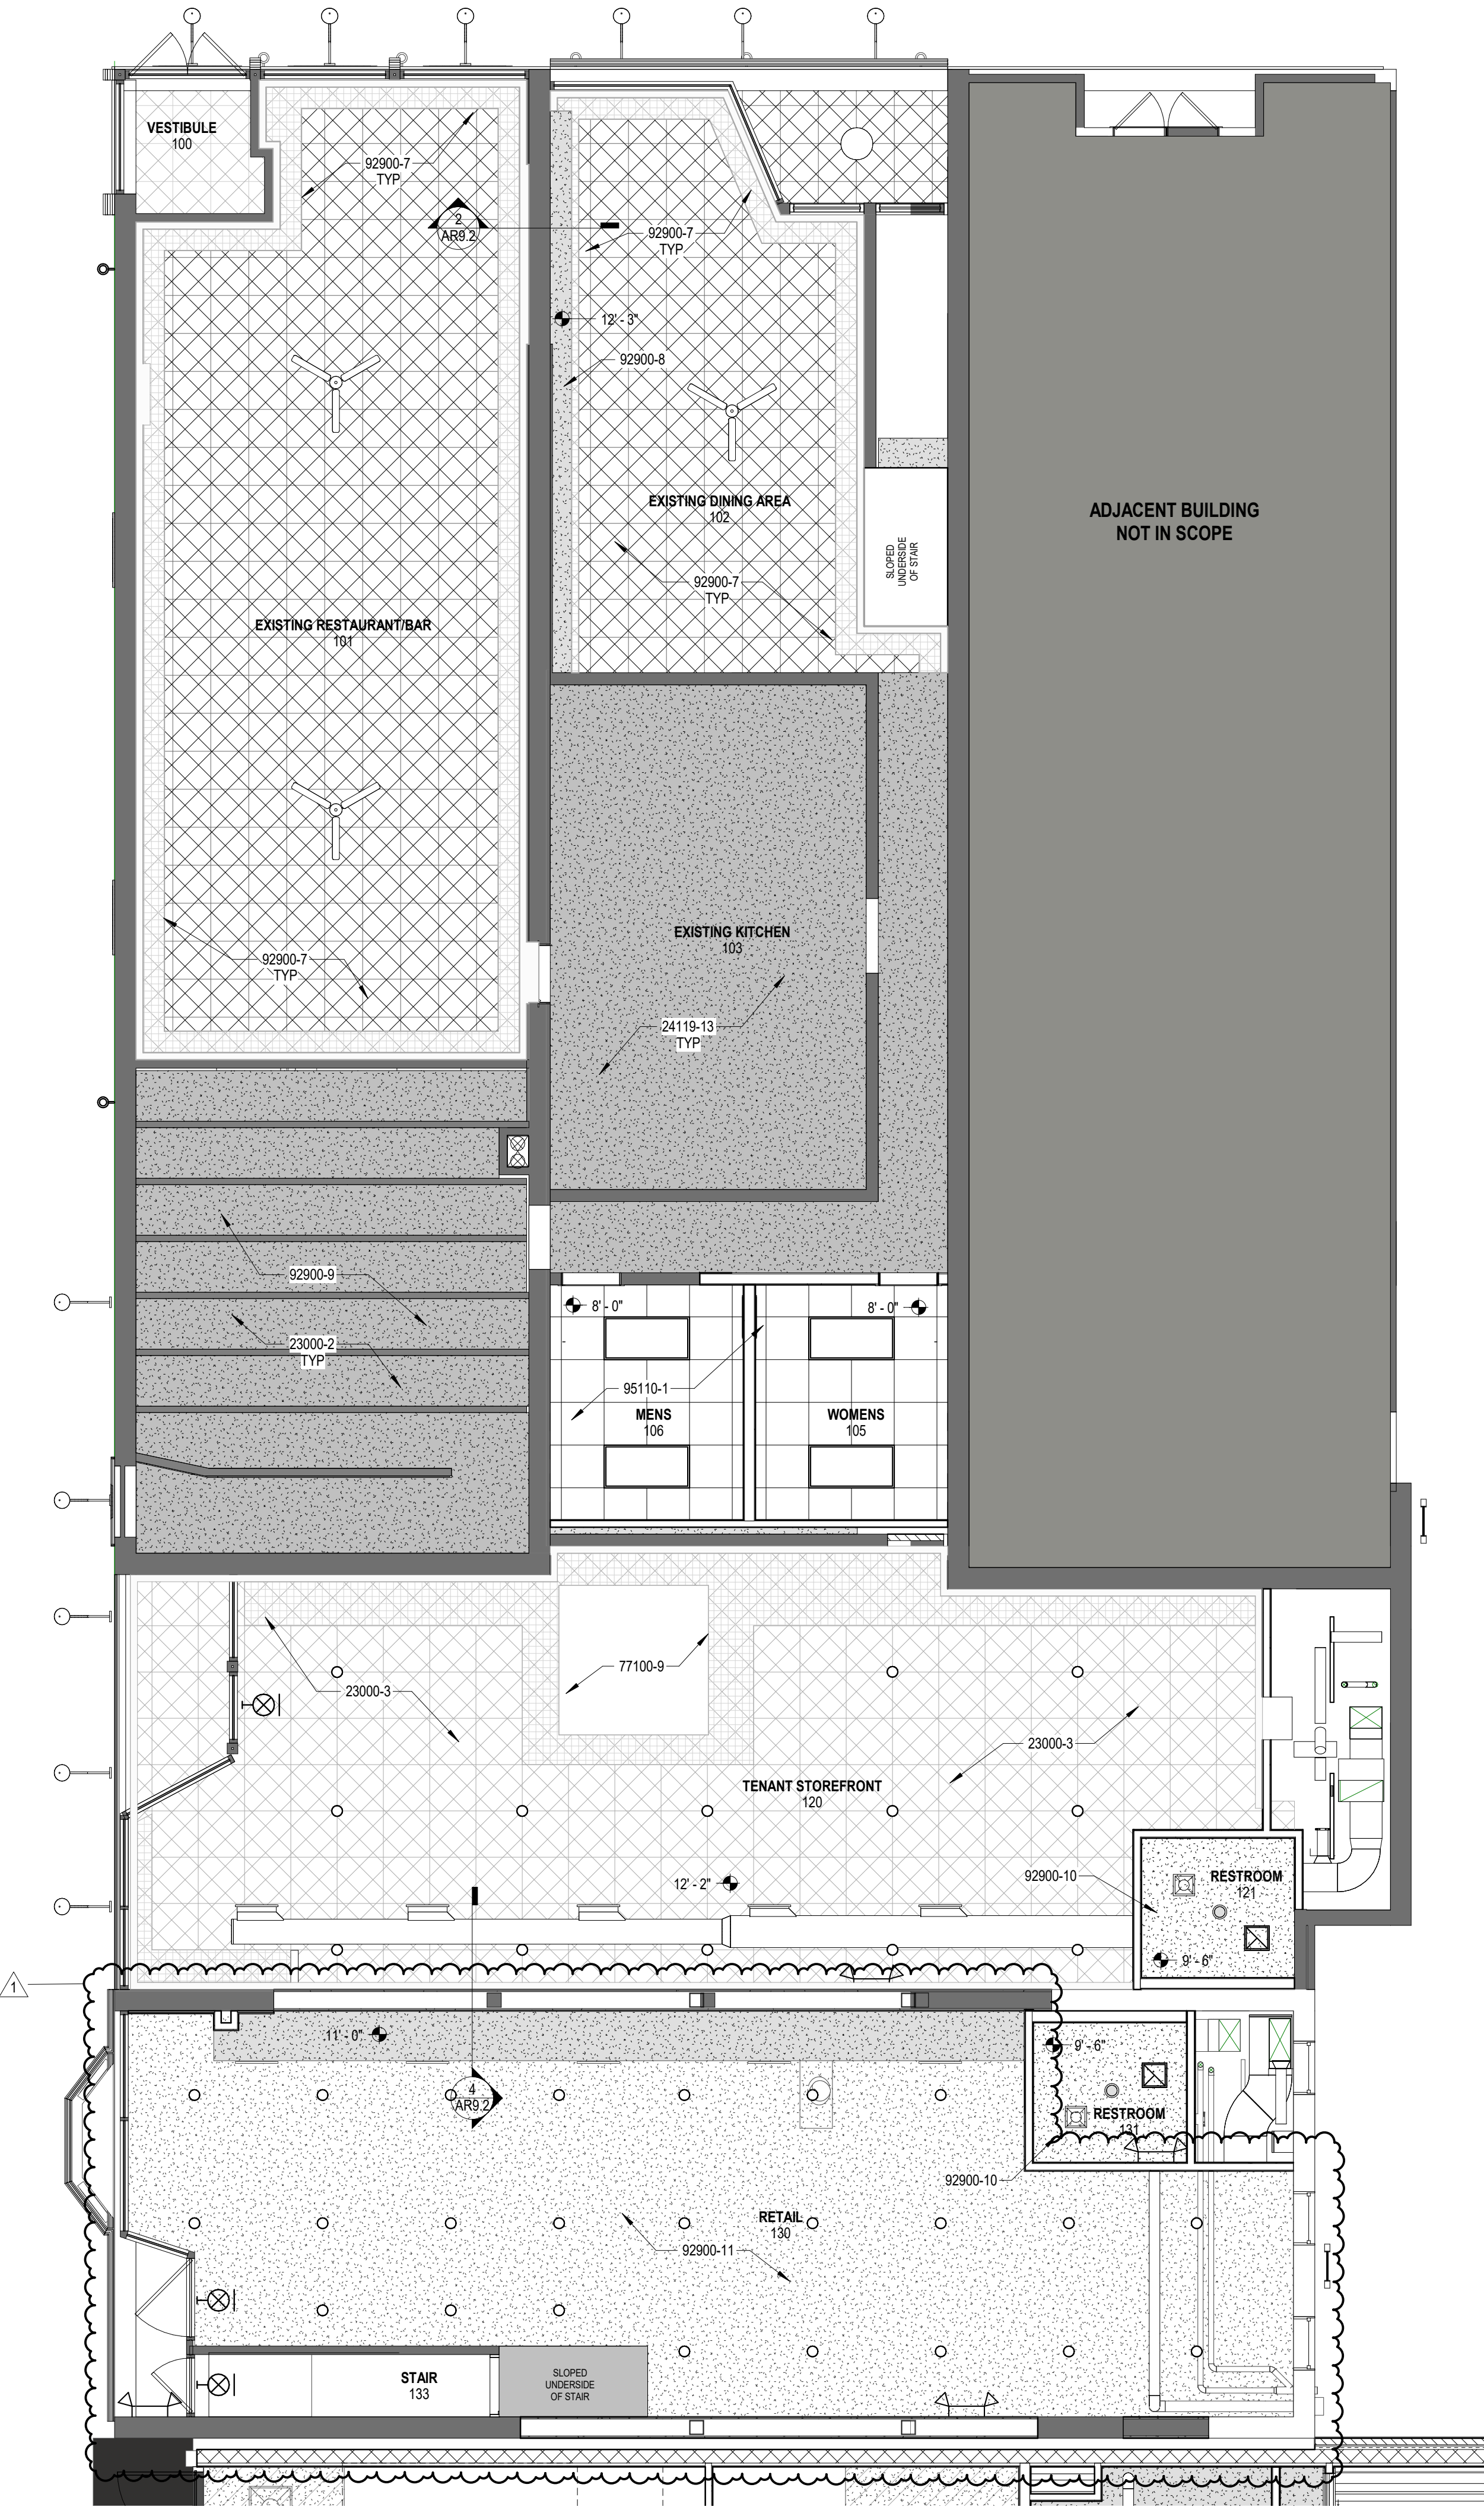 VESTIBULE
100
92900-7
TYP
2
AR9.2
92900-7
TYP
12' - 3"
92900-8
EXISTING DINING AREA
102
ADJACENT BUILDING
NOT IN SCOPE
SLOPED
UNDERSIDE
OF STAIR
92900-7
TYP
EXISTING RESTAURANT/BAR
101
EXISTING KITCHEN
103
92900-7
TYP
24119-13
TYP
92900-9
8' - 0"
8' - 0"
23000-2
TYP
95110-1
MENS
106
WOMENS
105
77100-9
23000-3
23000-3
TENANT STOREFRONT
120
12' - 2"
92900-10
RESTROOM
121
9' - 6"
1
11' - 0"
9' - 6"
4
AR9.2
RESTROOM
131
92900-10
RETAIL
130
92900-11
STAIR
133
SLOPED
UNDERSIDE
OF STAIR